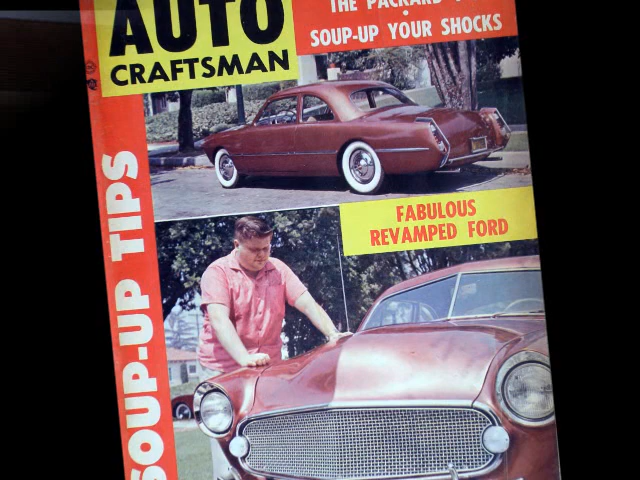 AUTO
CRAFTSMAN
THE PACKARD
SOUP-UP YOUR SHOCKS
SOUP-UP TIPS
FABULOUS
REVAMPED FORD